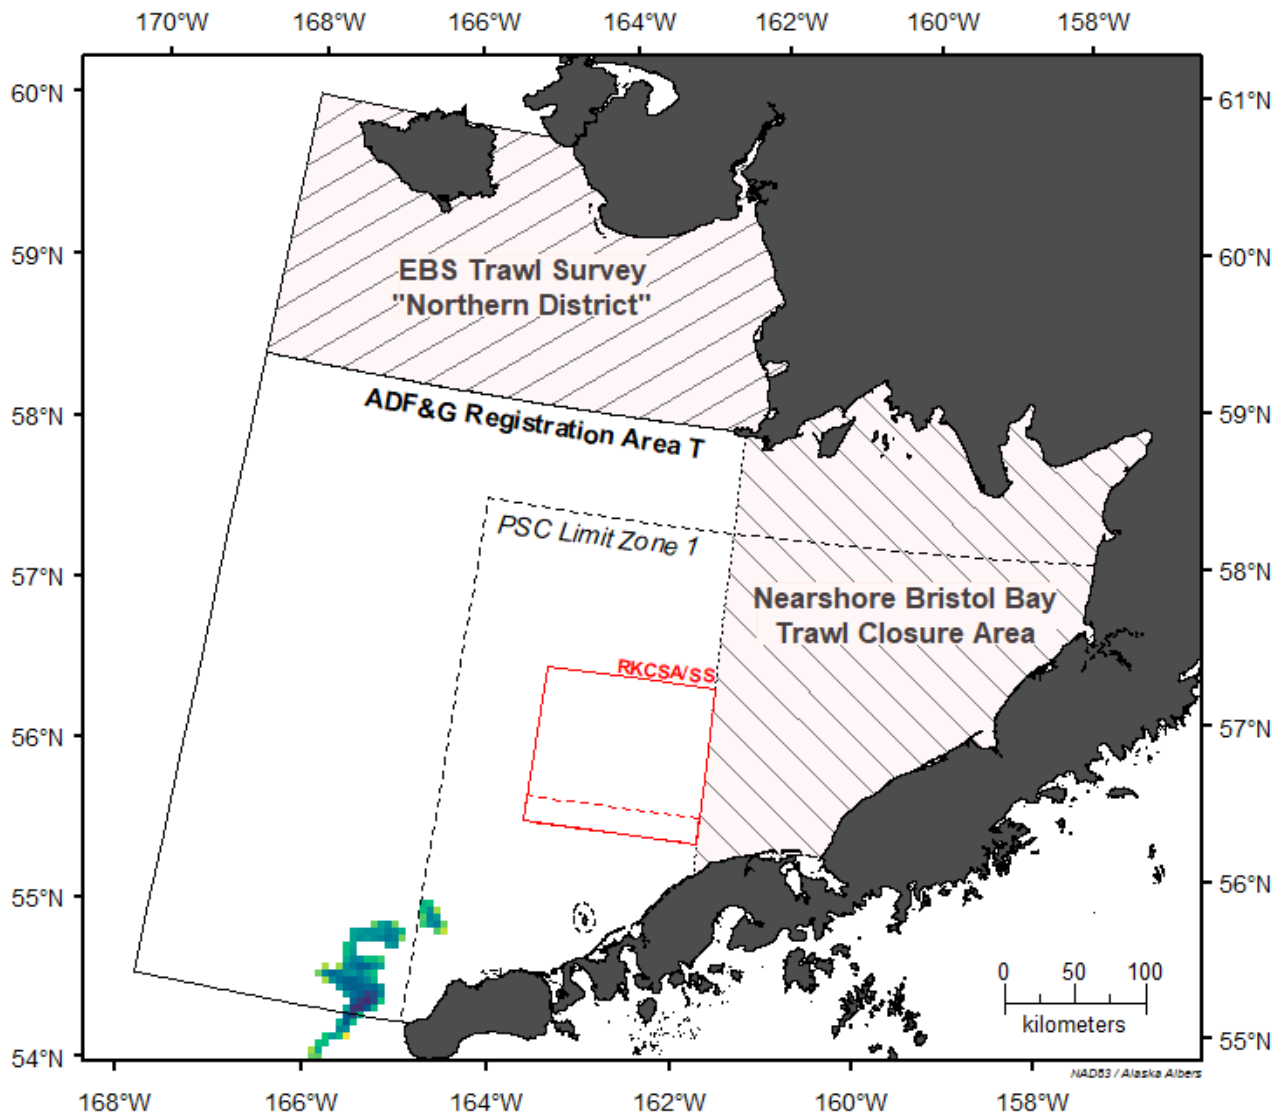 170°W 168°W 166°W 164°W 162°W 160°W 158°W
60°N
61°N
59°N
60°N
EBS Trawl Survey
"Northern District"
58°N
59°N
ADF&G Registration Area T
PSC Limit Zone 1
57°N
58°N
Nearshore Bristol Bay
Trawl Closure Area
RKCSA/SS
56°N
57°N
55°N
56°N
0 50 100
kilometers
54°N
55°N
NAD83 / Alaska Albers
168°W 166°W 164°W 162°W 160°W 158°W